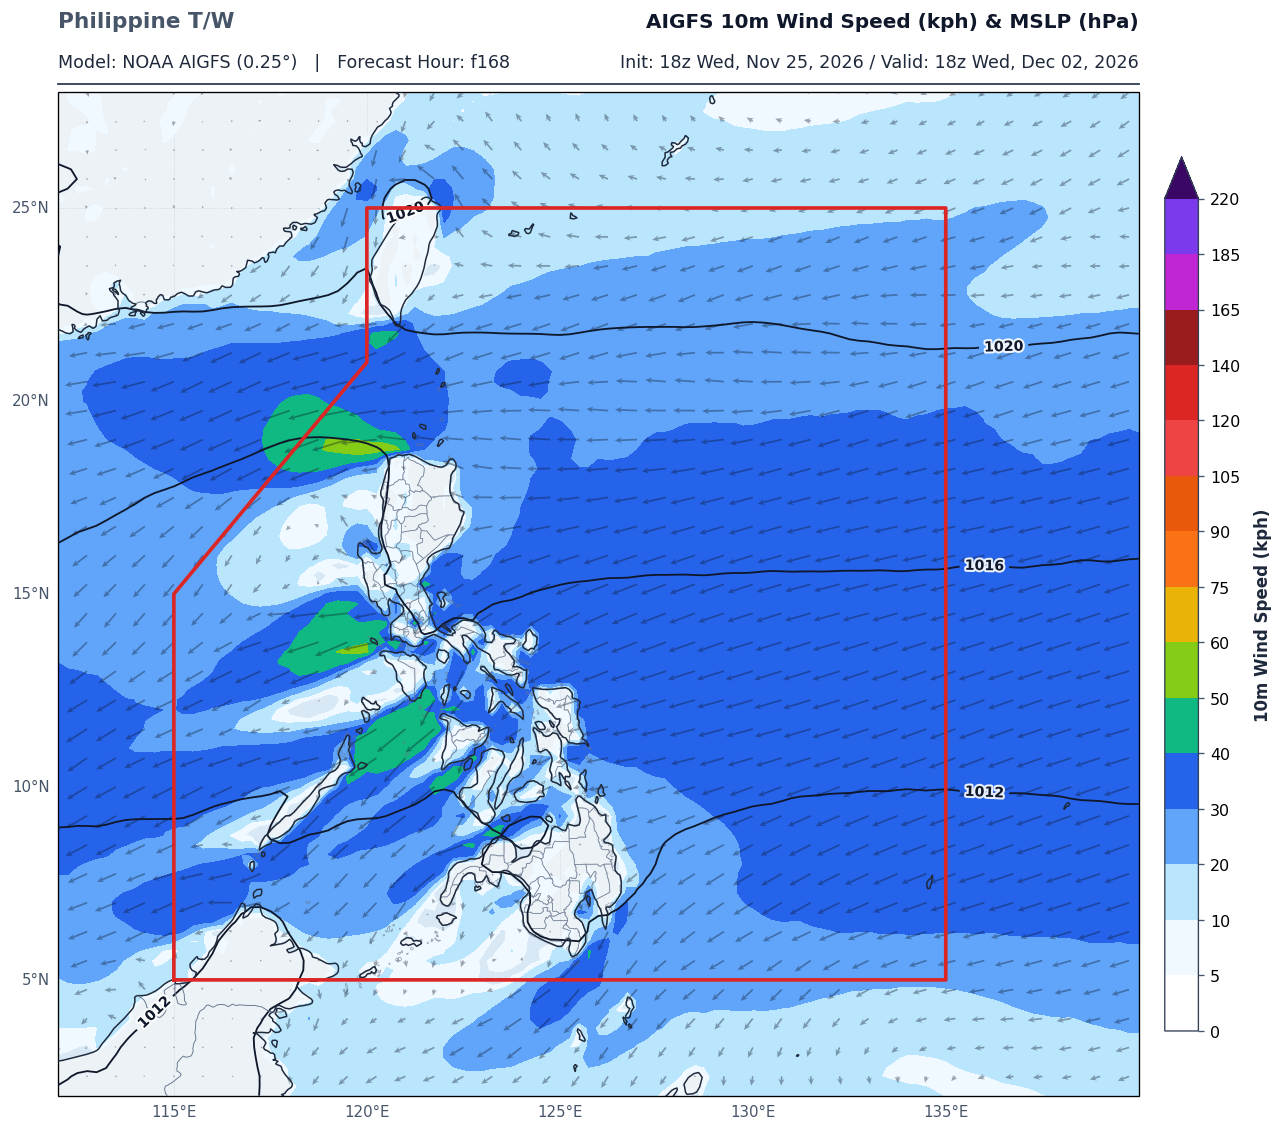 Philippine T/W
AIGFS 10m Wind Speed (kph) & MSLP (hPa)
Model: NOAA AIGFS (0.25°) | Forecast Hour: f168
Init: 18z Wed, Nov 25, 2026 / Valid: 18z Wed, Dec 02, 2026
25°N
20°N
15°N
10°N
5°N
115°E
120°E
125°E
130°E
135°E
1020
1020
1016
1012
1012
220
185
165
140
120
105
90
75
60
50
40
30
20
10
5
0
10m Wind Speed (kph)